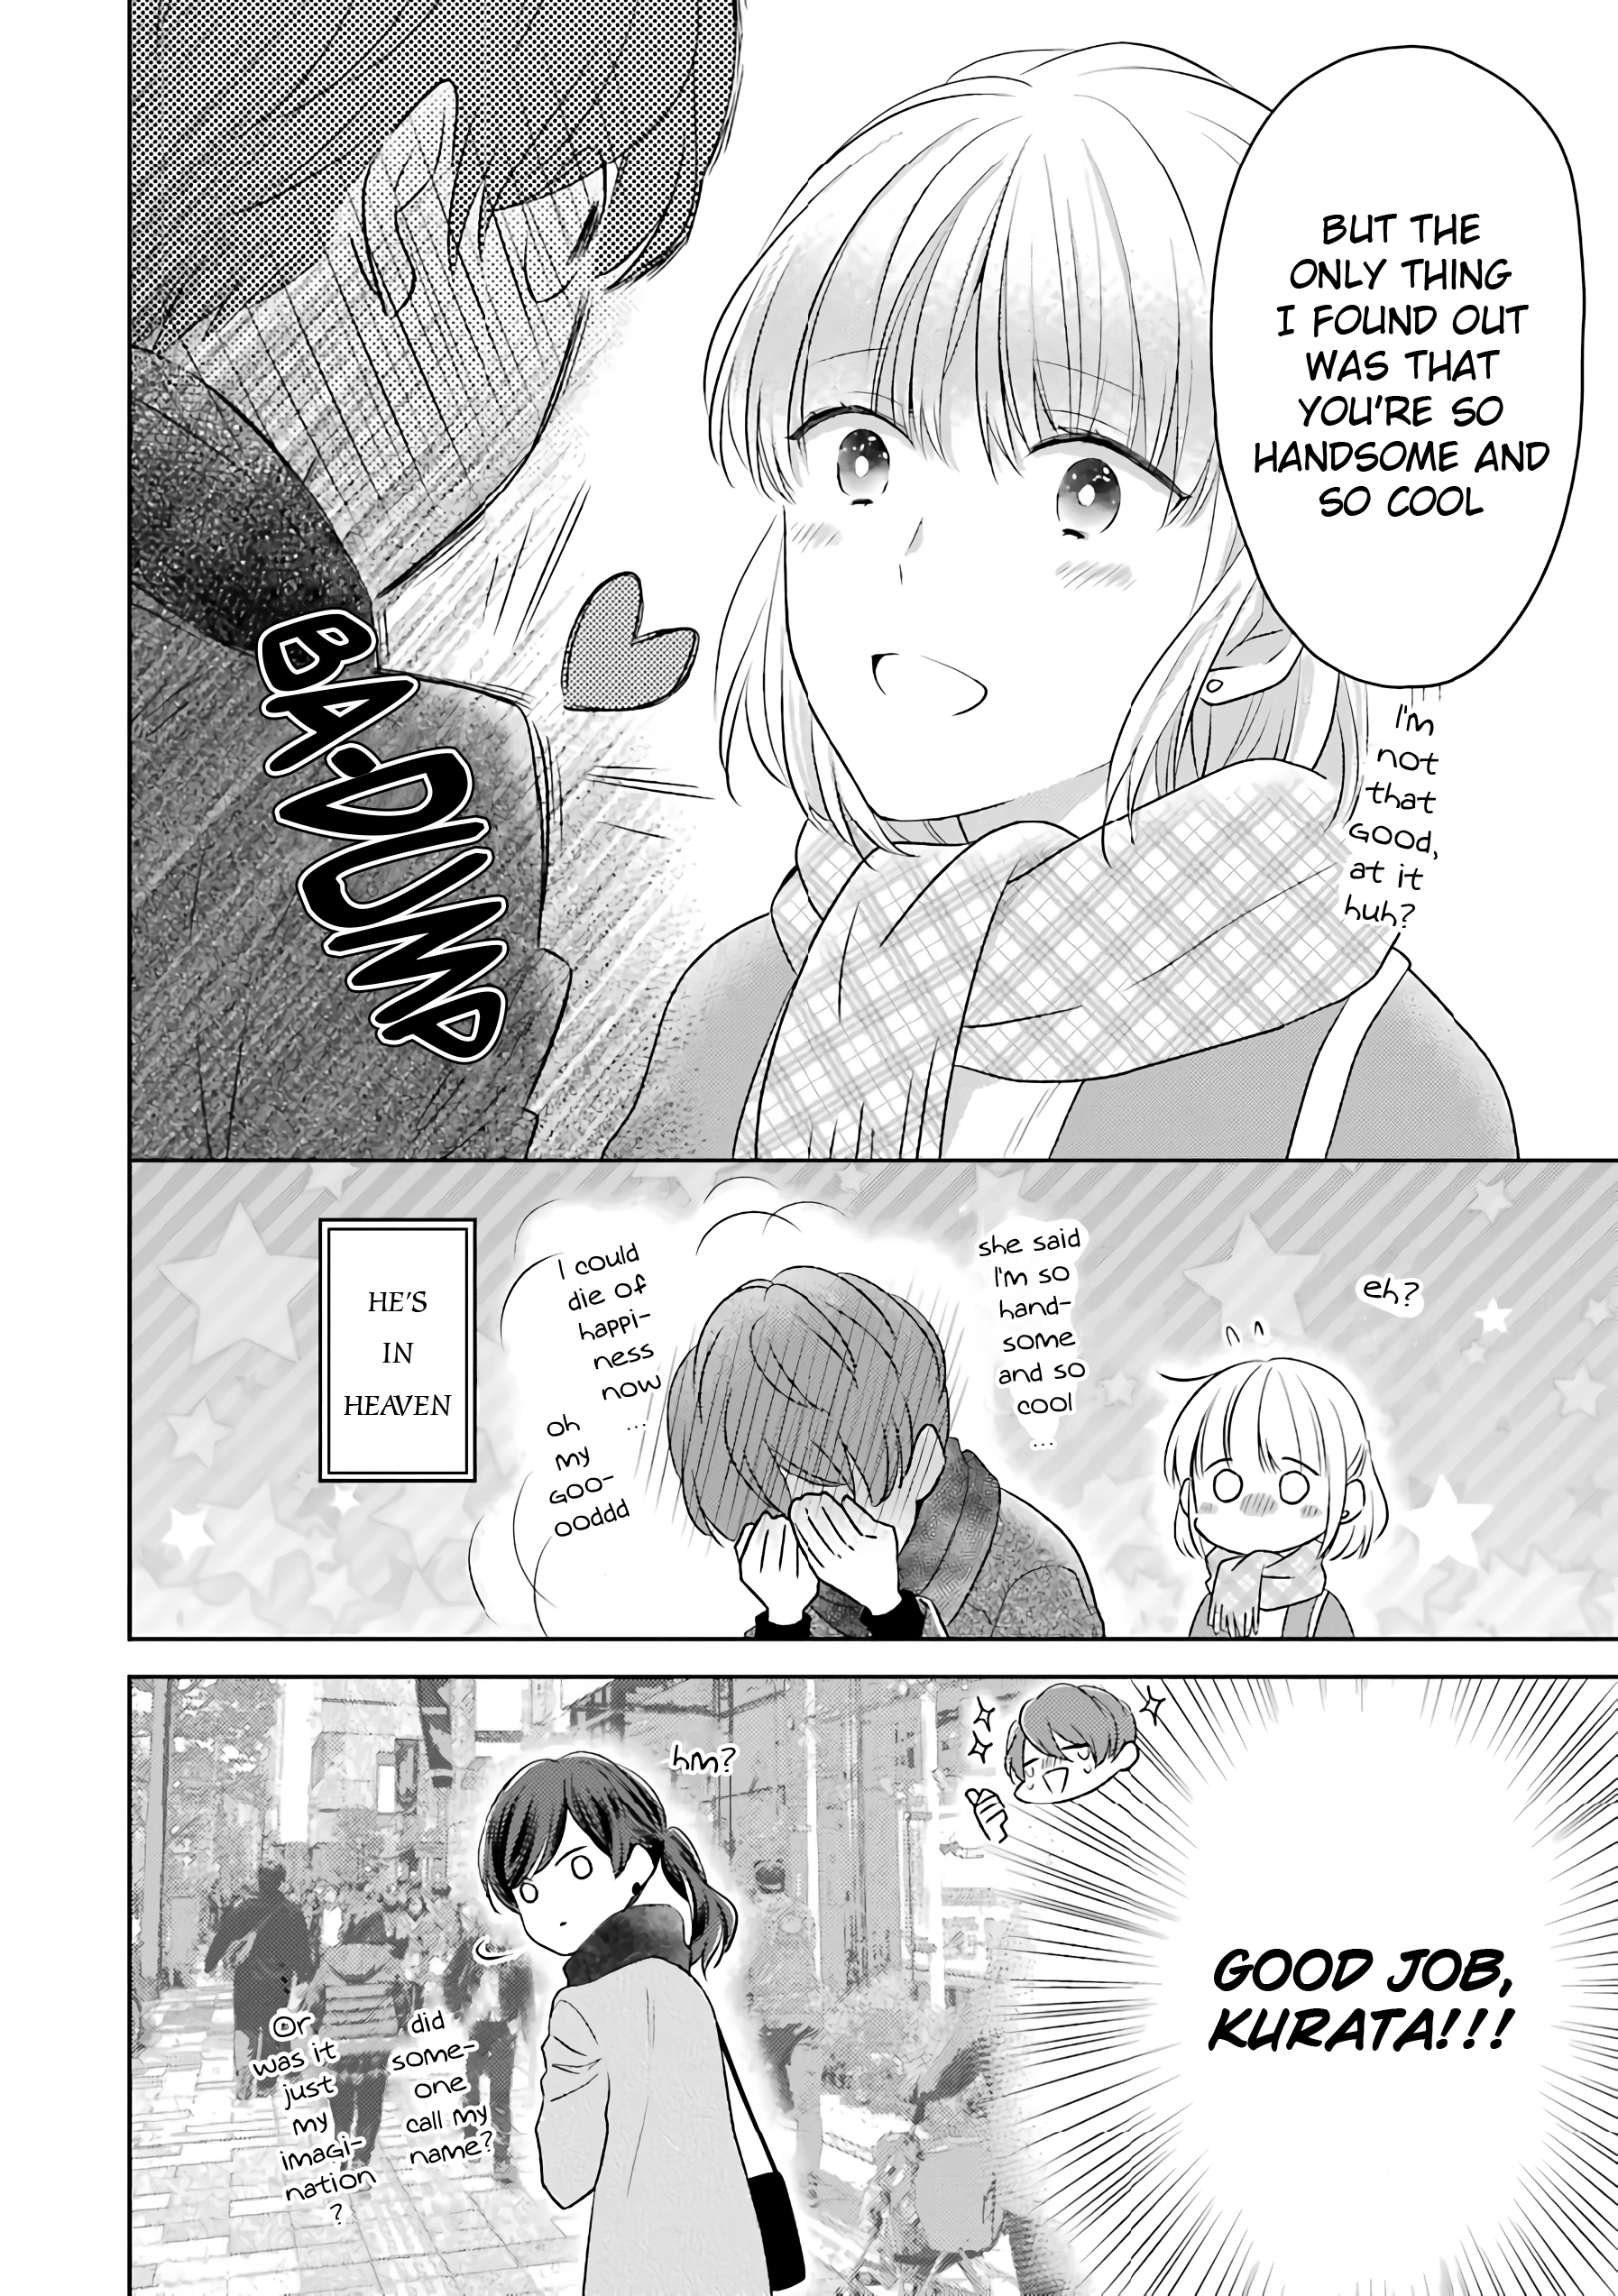 BUT THE
ONLY THING
I FOUND OUT
WAS THAT
YOU'RE SO
HANDSOME AND
SO COOL
I'm
not
that
GOOD,
at it
huh?
BA-DUMP
eh?
she said
I'm so
hand-
some
and so
cool
...
I could
die of
happi-
ness
now
...
oh
my
GOO-
ooddd
HE'S
IN
HEAVEN
GOOD JOB,
KURATA!!!
hm?
did
some-
one
call my
name?
Or
was it
just
my
imagi-
nation
?